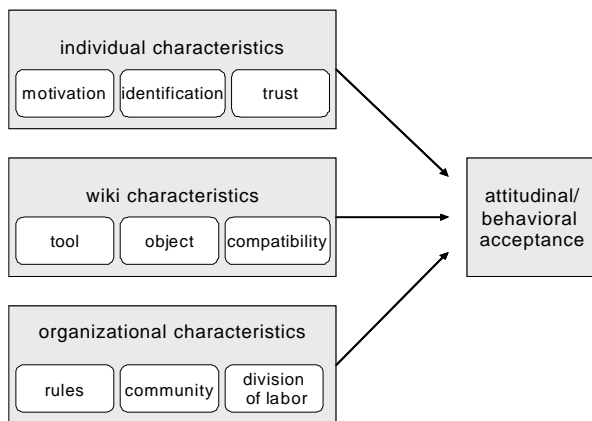 individual characteristics
motivation identification trust
wiki characteristics
tool object compatibility
attitudinal/
behavioral
acceptance
organizational characteristics
rules community division
of labor